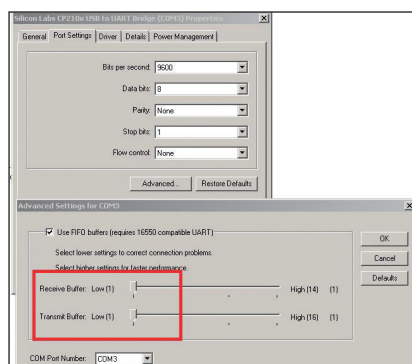 Silicon Labs CP210x USB to UART Bridge (COM3) Properties
General Port Settings Driver Details Power Management
Bits per second: 9600
Data bits: 8
Parity: None
Stop bits: 1
Flow control: None
Advanced... Restore Defaults
Advanced Settings for COM3
Use FIFO buffers (requires 16550 compatible UART)
OK
Select lower settings to correct connection problems.
Cancel
Select higher settings for faster performance.
Defaults
Receive Buffer: Low (1) High (14) (1)
Transmit Buffer: Low (1) High (16) (1)
COM Port Number: COM3